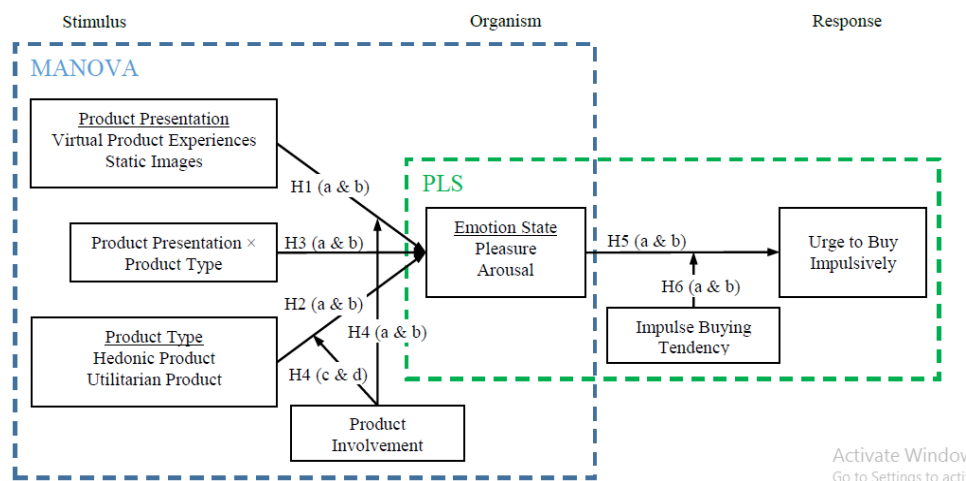 Stimulus
Organism
Response
MANOVA
Product Presentation
Virtual Product Experiences
Static Images
H1 (a & b)
PLS
Product Presentation ×
Product Type
H3 (a & b)
Emotion State
Pleasure
Arousal
H5 (a & b)
Urge to Buy
Impulsively
H2 (a & b)
H6 (a & b)
Product Type
Hedonic Product
Utilitarian Product
H4 (a & b)
H4 (c & d)
Impulse Buying
Tendency
Product
Involvement
Activate Window
Go to Settings to acti